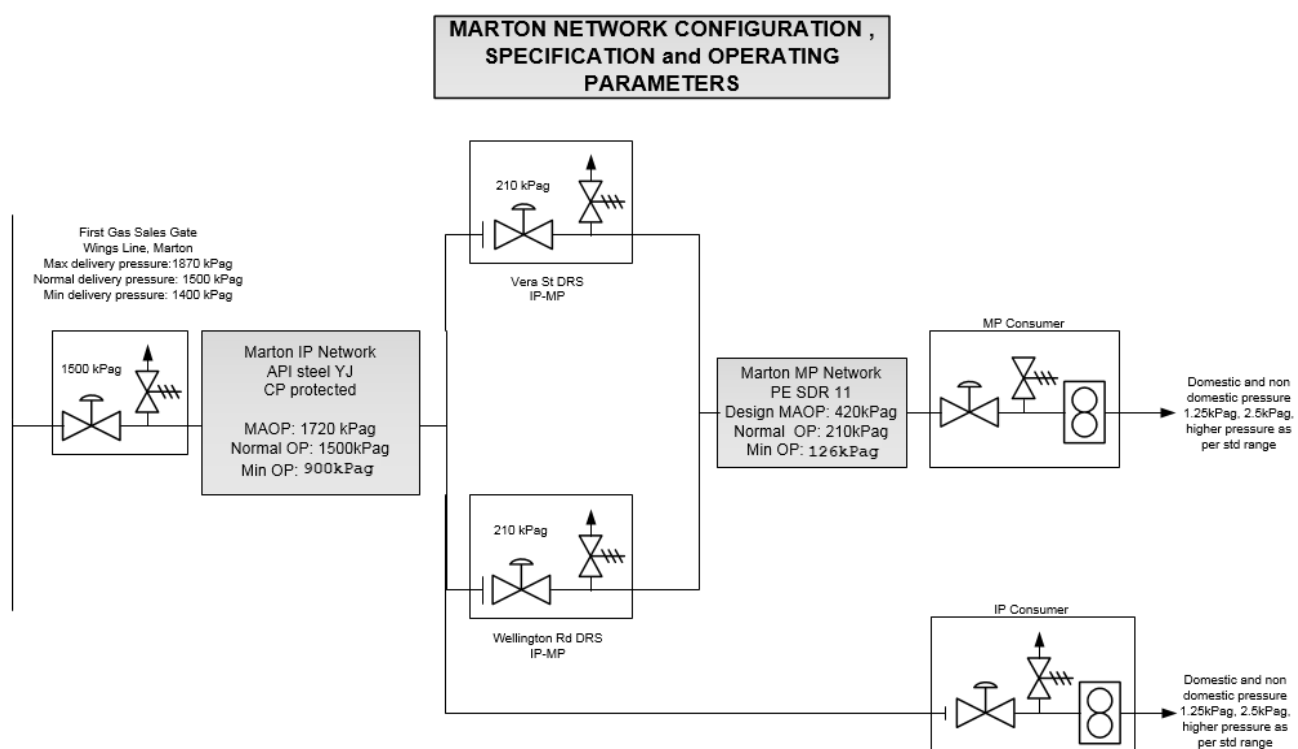 MARTON NETWORK CONFIGURATION ,
SPECIFICATION and OPERATING
PARAMETERS
210 kPag
Vera St DRS
IP-MP
First Gas Sales Gate
Wings Line, Marton
Max delivery pressure:1870 kPag
Normal delivery pressure: 1500 kPag
Min delivery pressure: 1400 kPag
1500 kPag
Marton IP Network
API steel YJ
CP protected
MAOP: 1720 kPag
Normal OP: 1500kPag
Min OP: 900kPag
Marton MP Network
PE SDR 11
Design MAOP: 420kPag
Normal OP: 210kPag
Min OP: 126kPag
MP Consumer
Domestic and non
domestic pressure
1.25kPag, 2.5kPag,
higher pressure as
per std range
210 kPag
Wellington Rd DRS
IP-MP
IP Consumer
Domestic and non
domestic pressure
1.25kPag, 2.5kPag,
higher pressure as
per std range